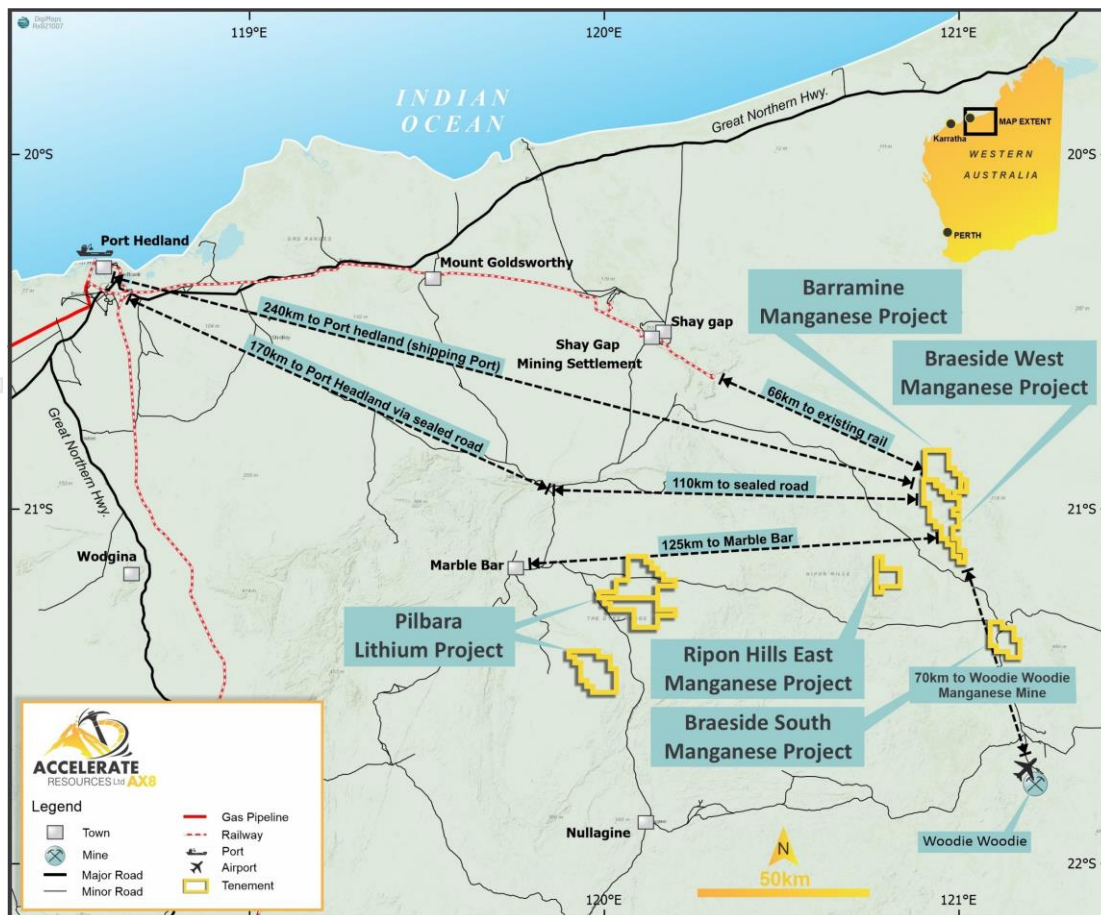 DigiMaps
119°E
120°E
121°E
INDIAN
OCEAN
Great Northern Hwy.
Karratha
MAP EXTENT
WESTERN
AUSTRALIA
PERTH
20°S
20°S
Port Hedland
Mount Goldsworthy
240km to Port hedland (shipping Port)
170km to Port Headland via sealed road
Shay gap
Shay Gap
Mining Settlement
Barramine
Manganese Project
Braeside West
Manganese Project
66km to existing rail
Great Northern Hwy.
110km to sealed road
21°S
21°S
125km to Marble Bar
Wodgina
Marble Bar
RIPON HILLS
Pilbara
Lithium Project
Ripon Hills East
Manganese Project
70km to Woodie Woodie
Manganese Mine
Braeside South
Manganese Project
Nullagine
Woodie Woodie
N
50km
22°S
ACCELERATE
RESOURCES Ltd AX8
Legend
Town
Mine
Major Road
Minor Road
Gas Pipeline
Railway
Port
Airport
Tenement
119°E
120°E
121°E